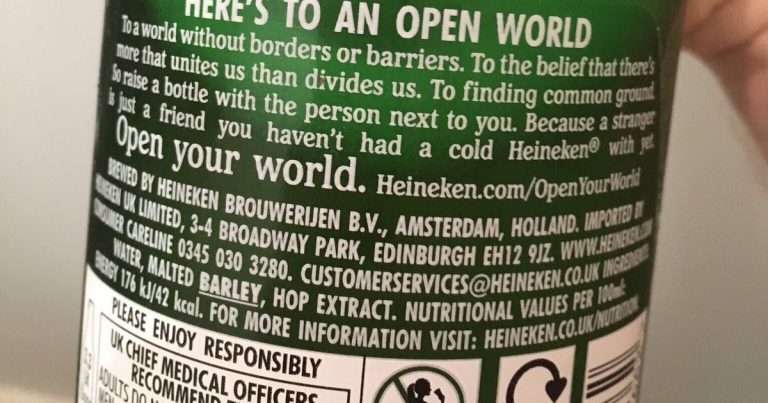 HERE'S TO AN OPEN WORLD
To a world without borders or barriers. To the belief that there's
more that unites us than divides us. To finding common ground.
So raise a bottle with the person next to you. Because a stranger
is just a friend you haven't had a cold Heineken® with yet.
Open your world. Heineken.com/OpenYourWorld
BREWED BY HEINEKEN BROUWERIJEN B.V., AMSTERDAM, HOLLAND. IMPORTED BY
HEINEKEN UK LIMITED, 3-4 BROADWAY PARK, EDINBURGH EH12 9JZ. WWW.HEINEKEN.COM
CONSUMER CARELINE 0345 030 3280. CUSTOMERSERVICES@HEINEKEN.CO.UK INGREDIENTS:
WATER, MALTED BARLEY, HOP EXTRACT. NUTRITIONAL VALUES PER 100ml:
ENERGY 176 kJ/42 kcal. FOR MORE INFORMATION VISIT: HEINEKEN.CO.UK/NUTRITION.
PLEASE ENJOY RESPONSIBLY
UK CHIEF MEDICAL OFFICERS
RECOMMEND
ADULTS DO